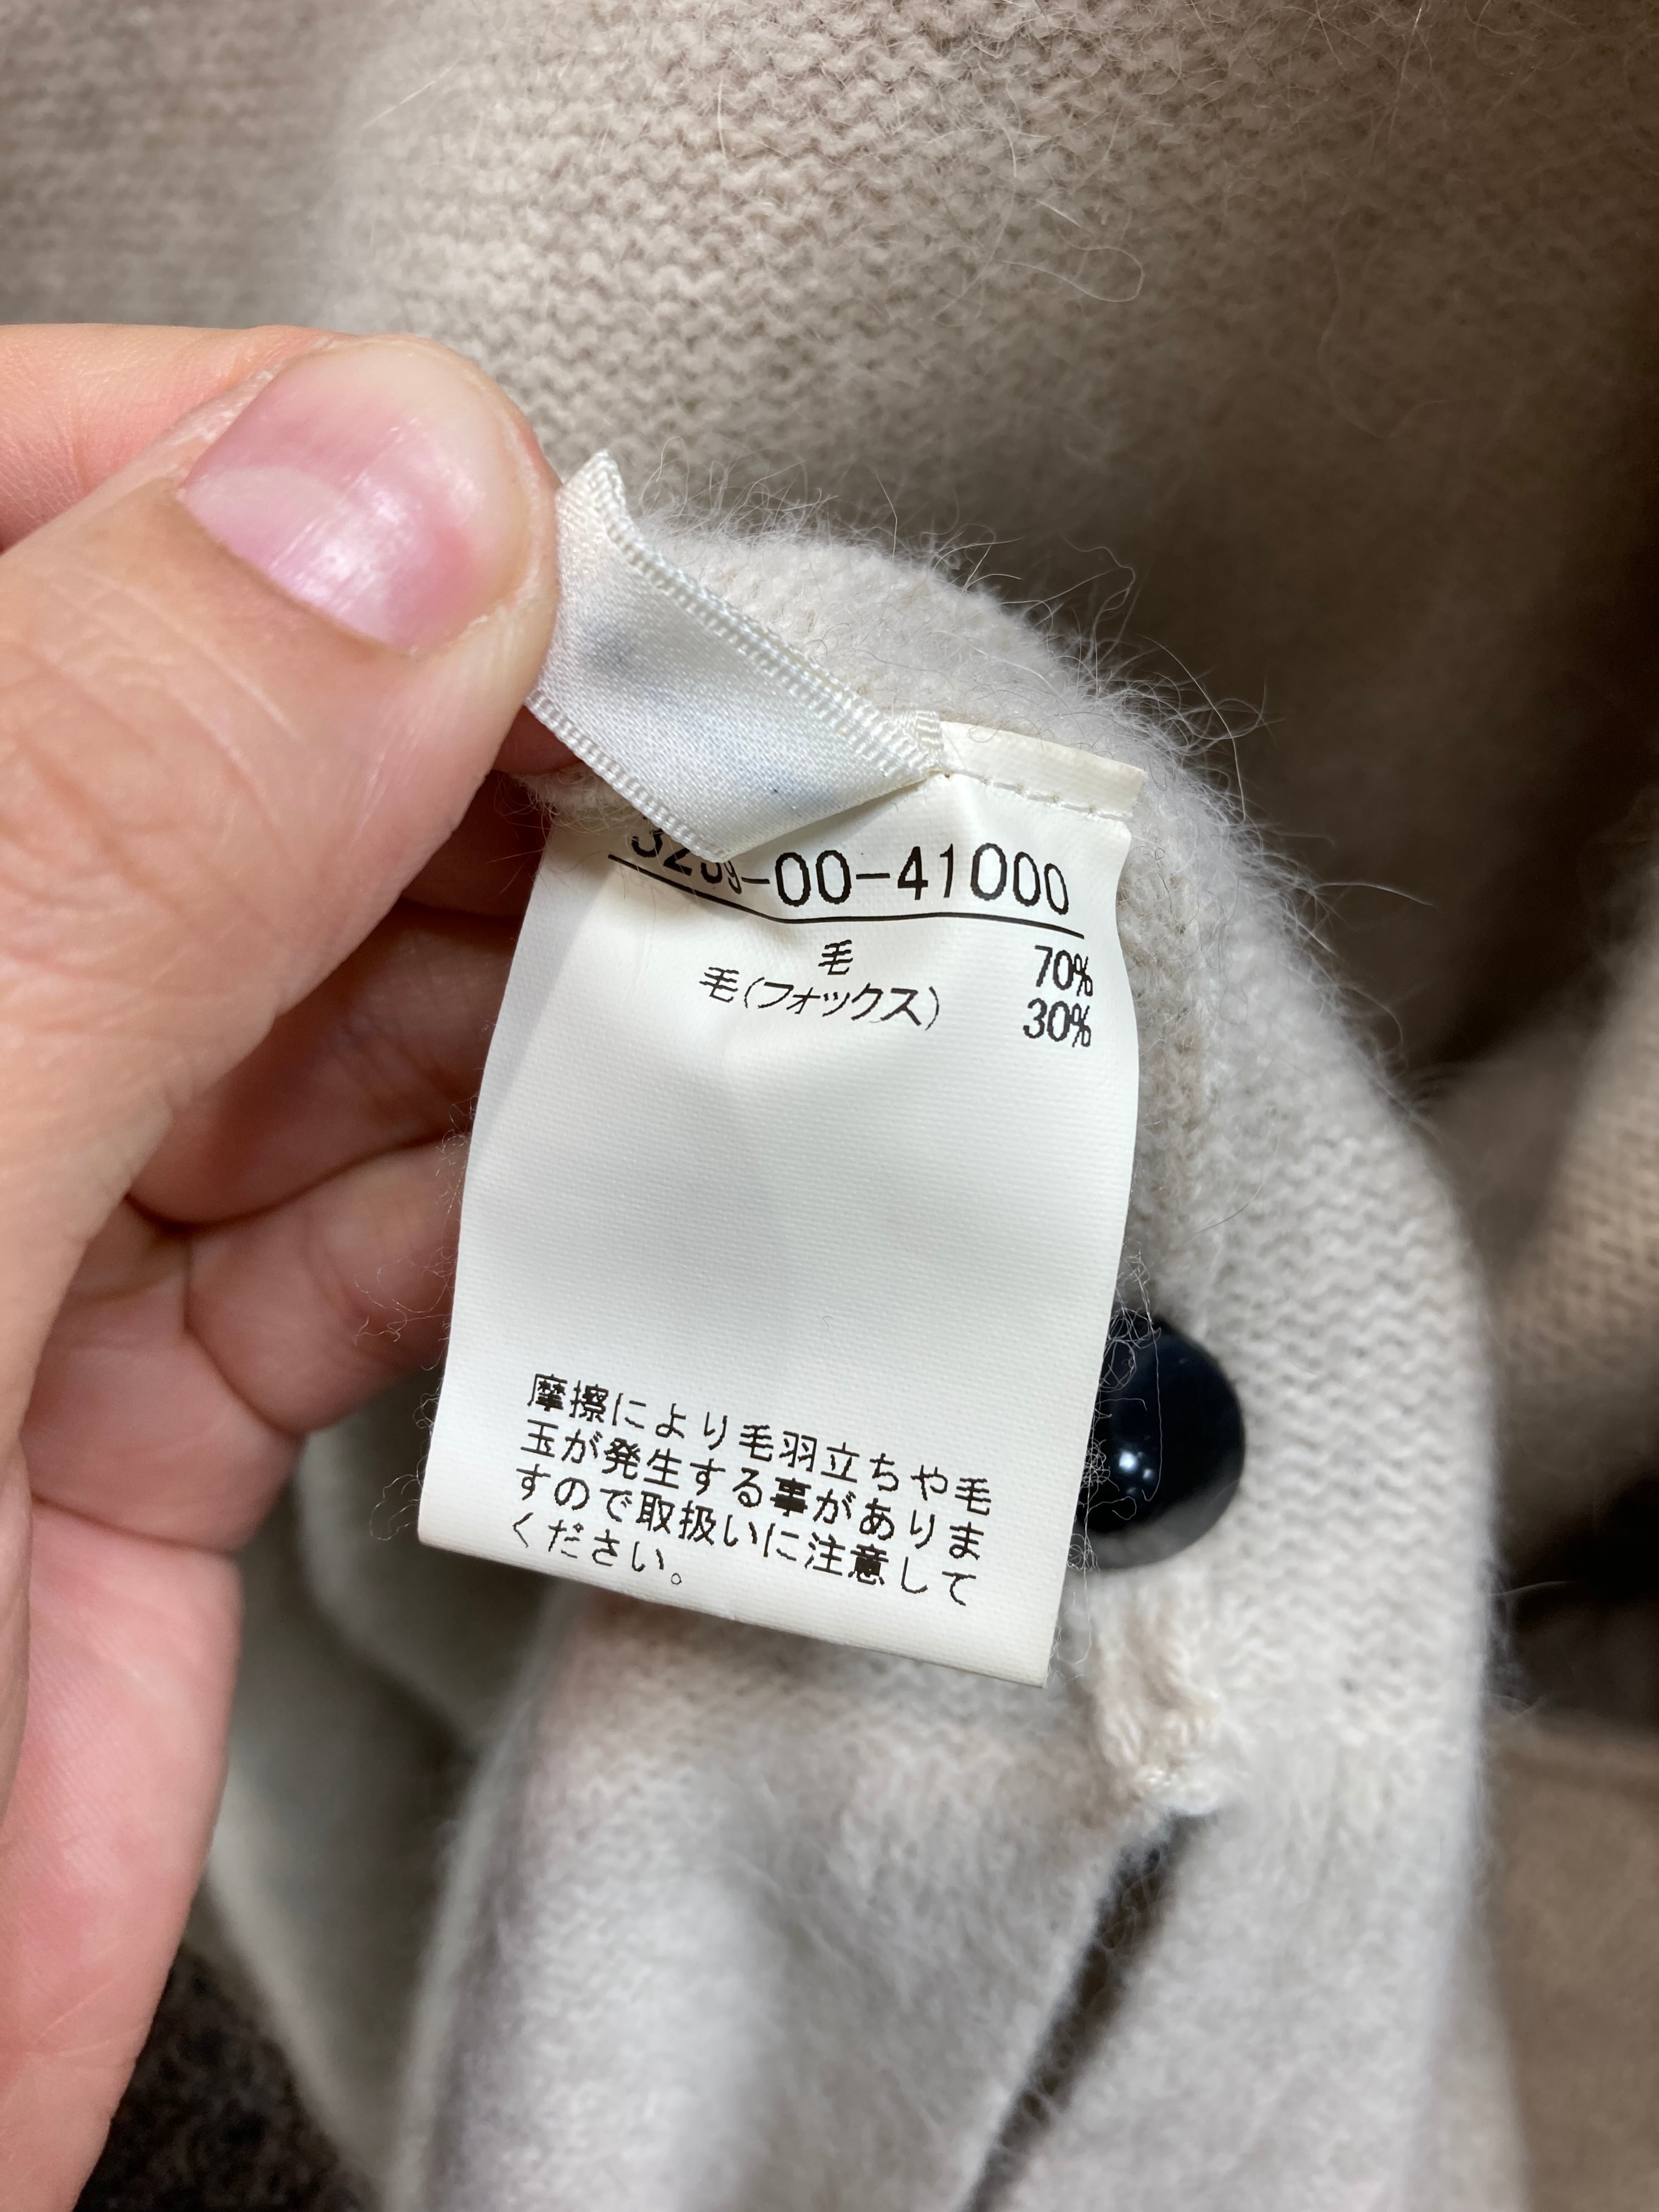 -00-41000
毛 70%
毛(フォックス) 30%
摩擦により毛羽立ちや毛
玉が発生する事がありま
すので取扱いに注意して
ください。